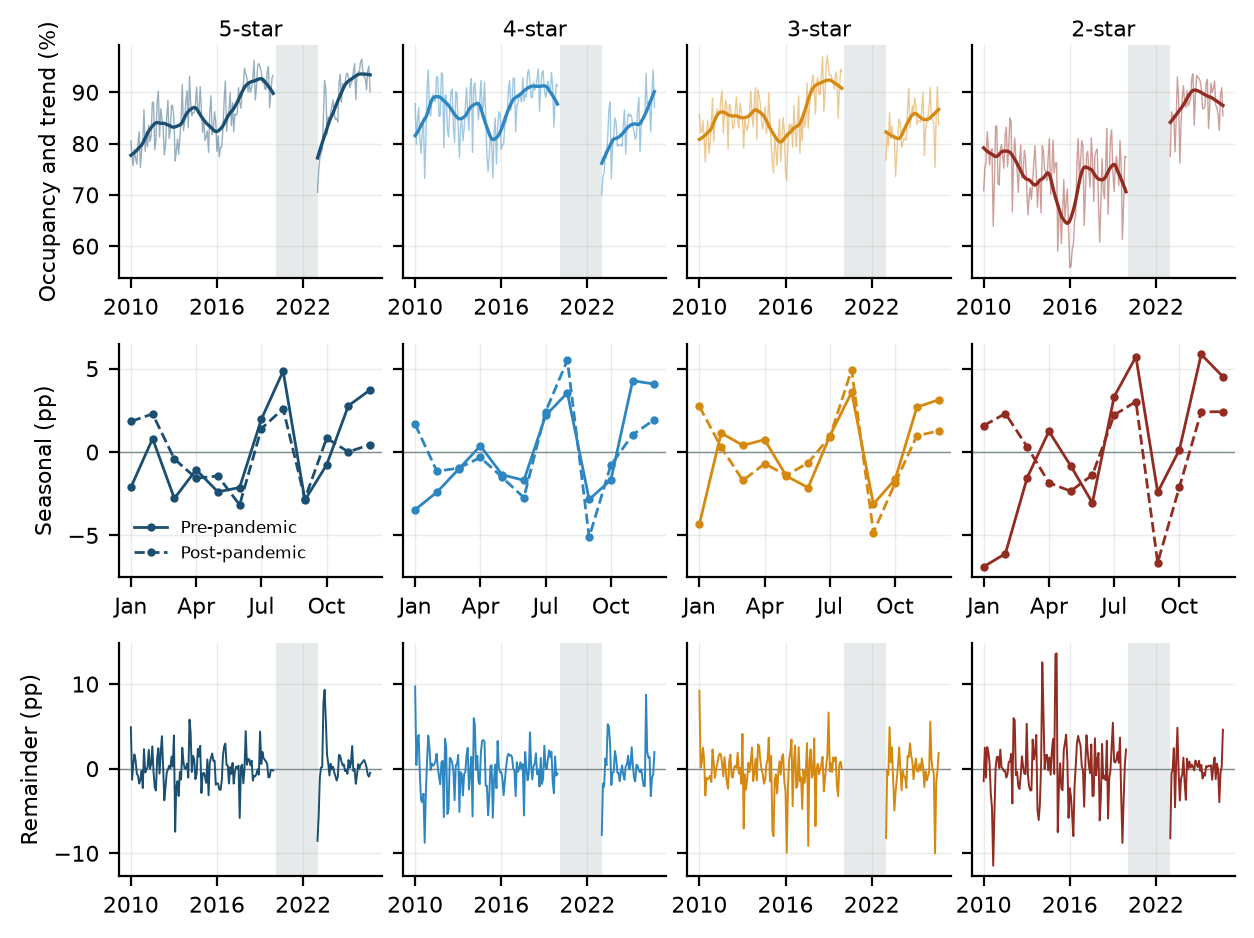 5-star 4-star 3-star 2-star
Occupancy and trend (%)
90
80
70
60
2010 2016 2022 2010 2016 2022 2010 2016 2022 2010 2016 2022
Seasonal (pp)
5
0
−5
Pre-pandemic
Post-pandemic
Jan Apr Jul Oct Jan Apr Jul Oct Jan Apr Jul Oct Jan Apr Jul Oct
Remainder (pp)
10
0
−10
2010 2016 2022 2010 2016 2022 2010 2016 2022 2010 2016 2022